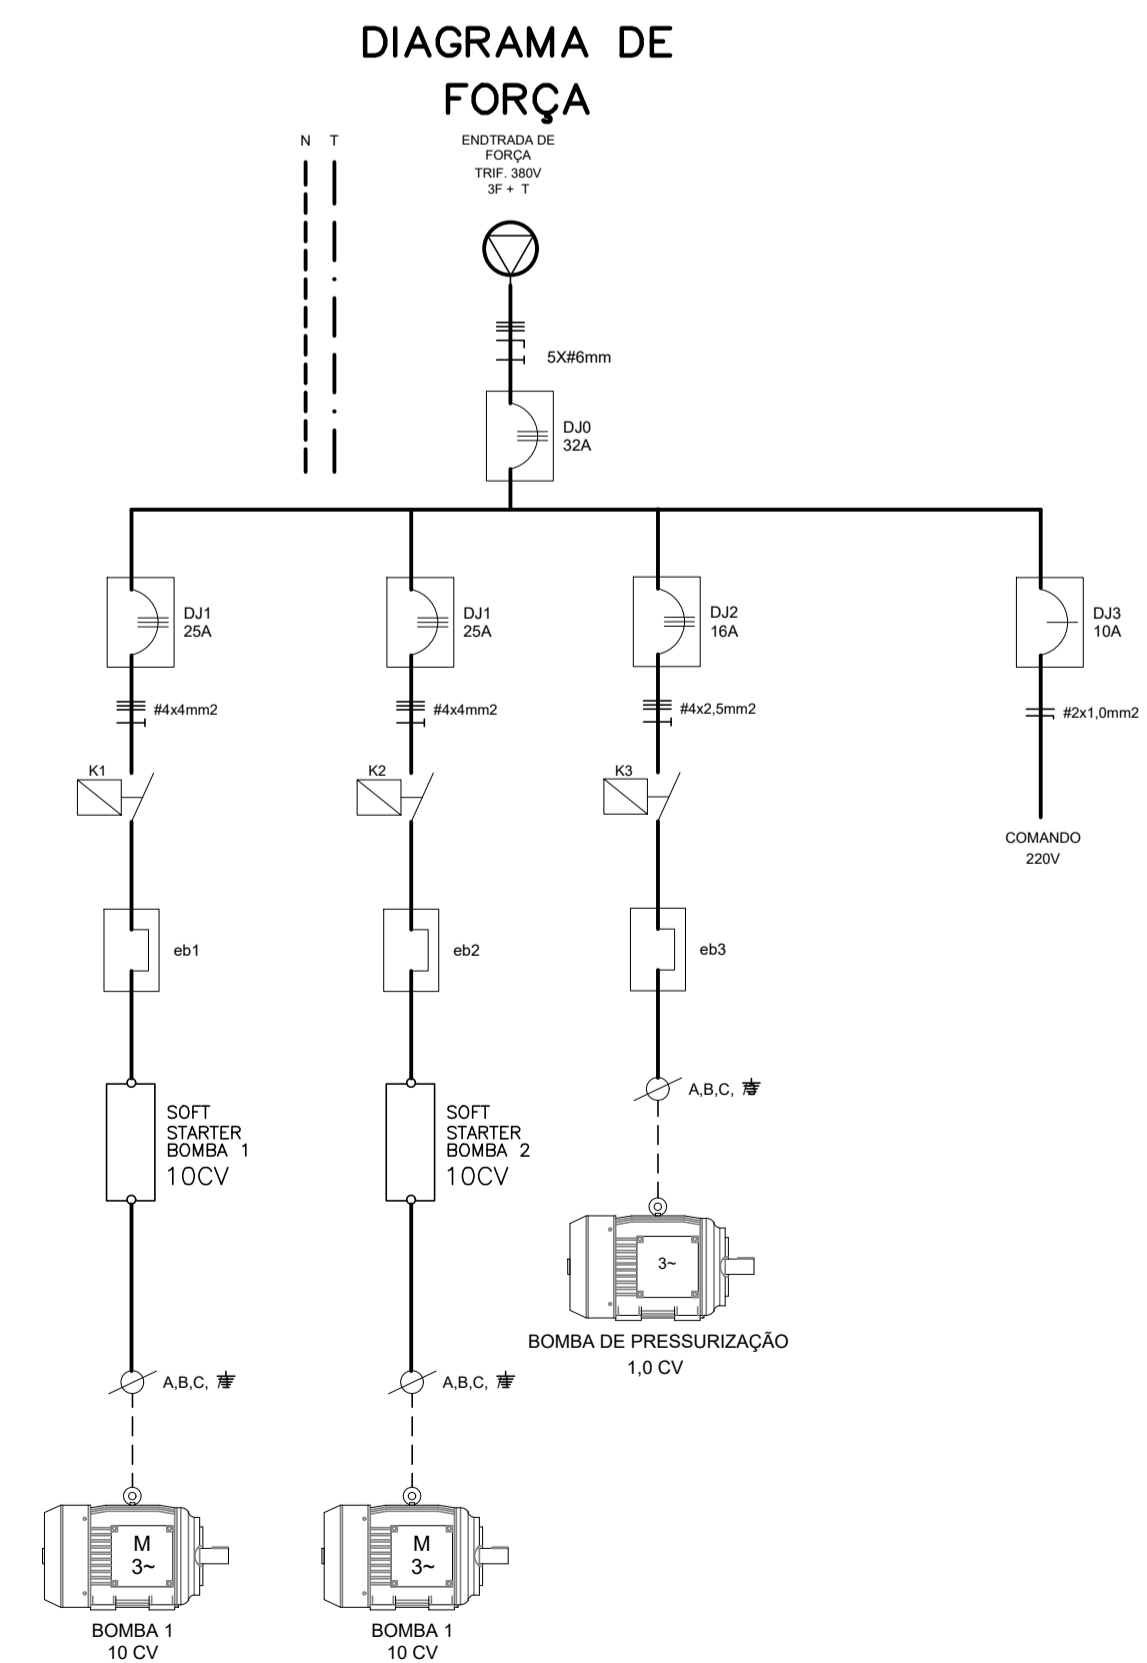 DIAGRAMA DE
FORÇA
N T
ENDTRADA DE
FORÇA
TRIF. 380V
3F + T
5X#6mm
DJ0
32A
DJ1
25A
DJ1
25A
DJ2
16A
DJ3
10A
#4x4mm2
#4x4mm2
#4x2,5mm2
#2x1,0mm2
K1
K2
K3
COMANDO
220V
eb1
eb2
eb3
SOFT
STARTER
BOMBA 1
10CV
SOFT
STARTER
BOMBA 2
10CV
A,B,C,
3~
BOMBA DE PRESSURIZAÇÃO
1,0 CV
A,B,C,
A,B,C,
M
3~
M
3~
BOMBA 1
10 CV
BOMBA 1
10 CV